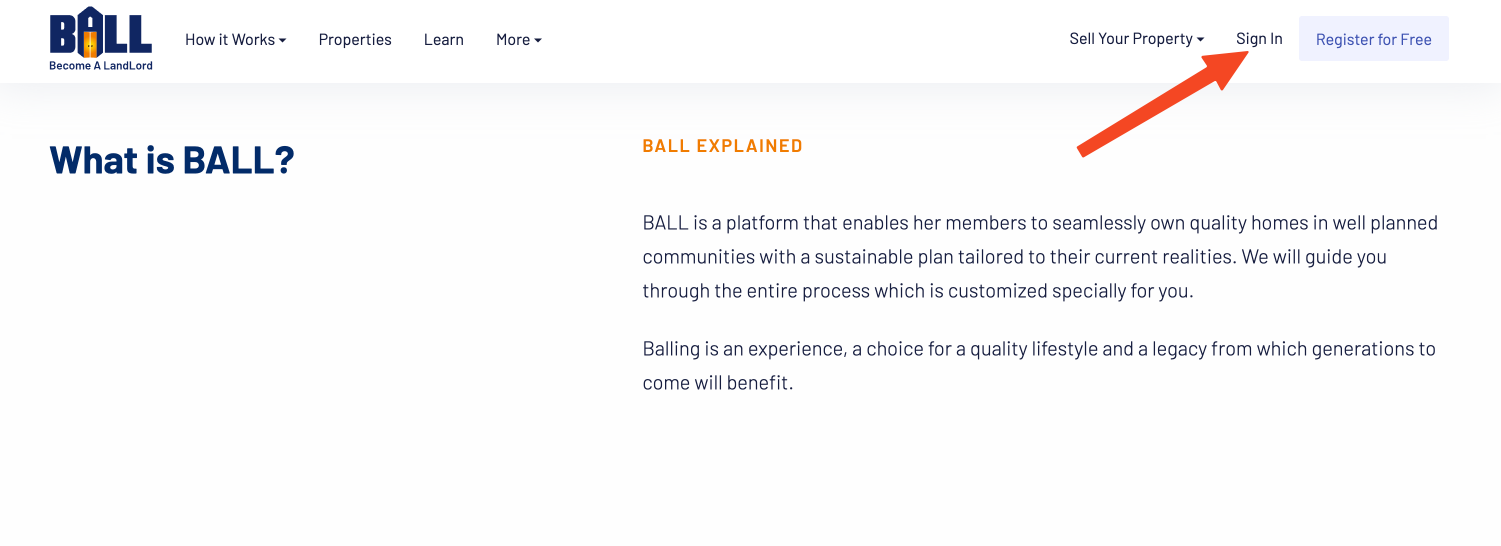 BALL
Become A LandLord
How it Works
Properties
Learn
More
Sell Your Property
Sign In
Register for Free
What is BALL?
BALL EXPLAINED
BALL is a platform that enables her members to seamlessly own quality homes in well planned
communities with a sustainable plan tailored to their current realities. We will guide you
through the entire process which is customized specially for you.
Balling is an experience, a choice for a quality lifestyle and a legacy from which generations to
come will benefit.